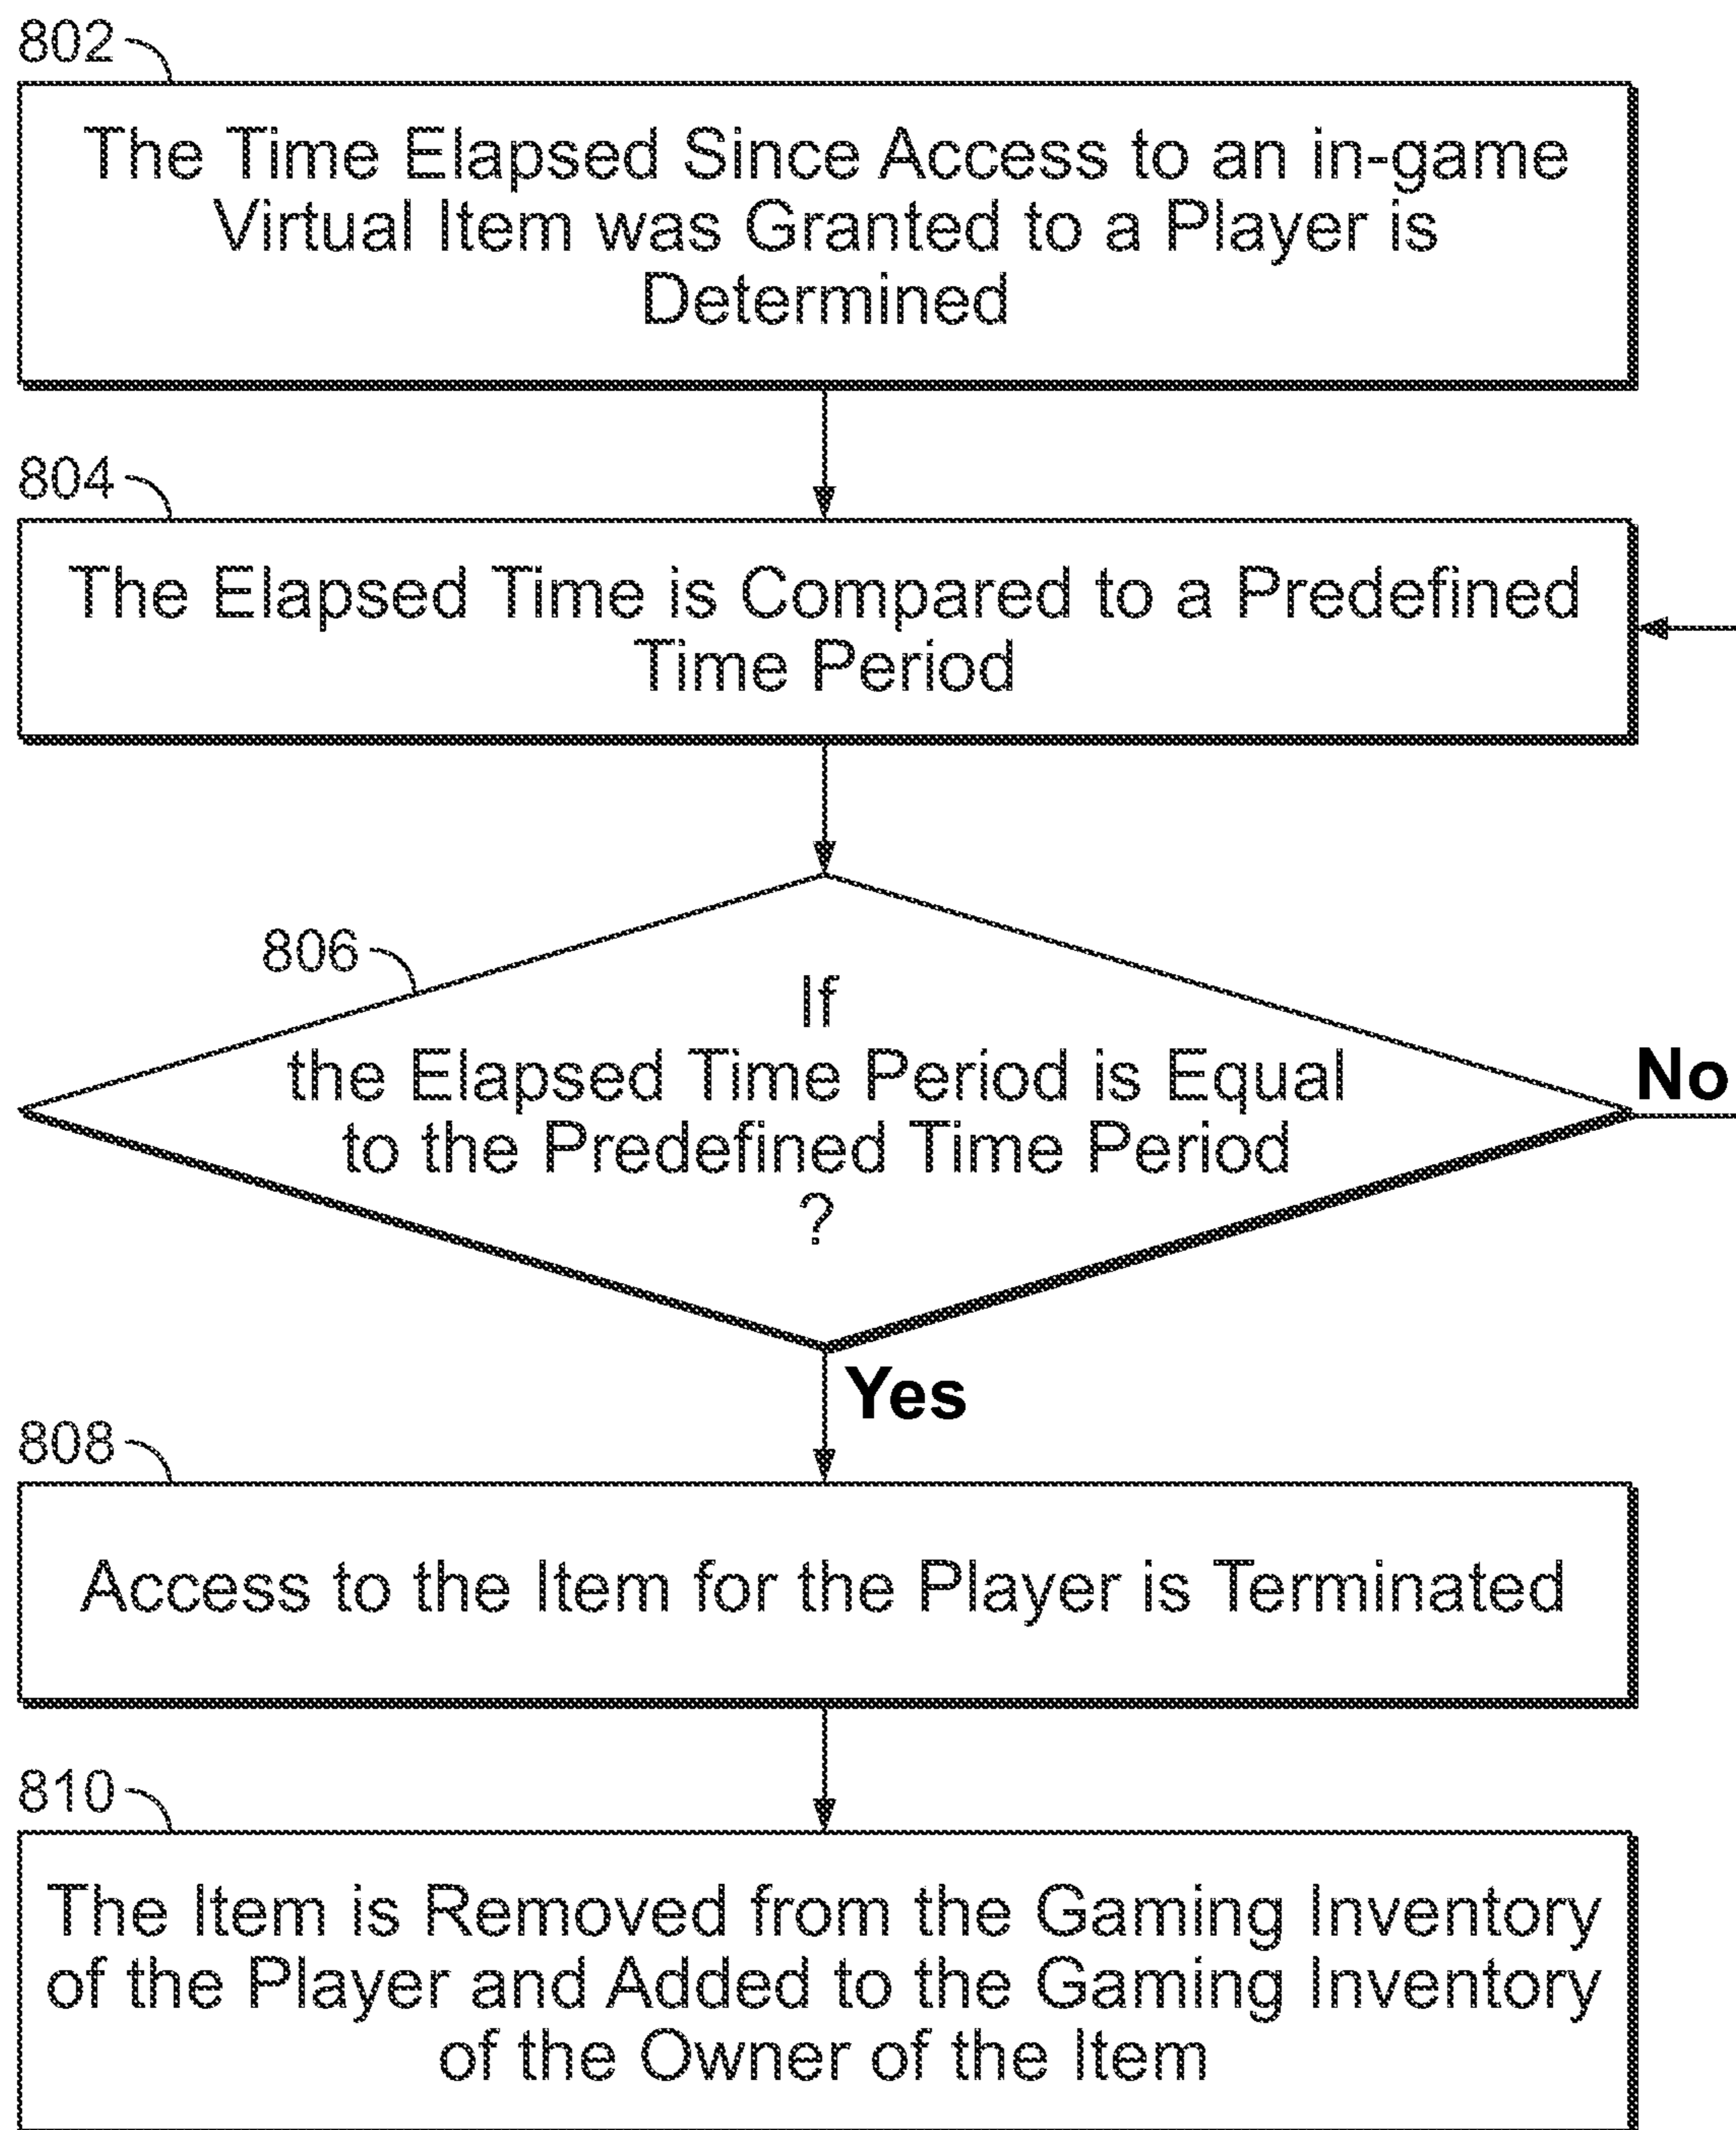 802
The Time Elapsed Since Access to an in-game
Virtual Item was Granted to a Player is
Determined
804
The Elapsed Time is Compared to a Predefined
Time Period
806
If
the Elapsed Time Period is Equal
to the Predefined Time Period
?
No
Yes
808
Access to the Item for the Player is Terminated
810
The Item is Removed from the Gaming Inventory
of the Player and Added to the Gaming Inventory
of the Owner of the Item